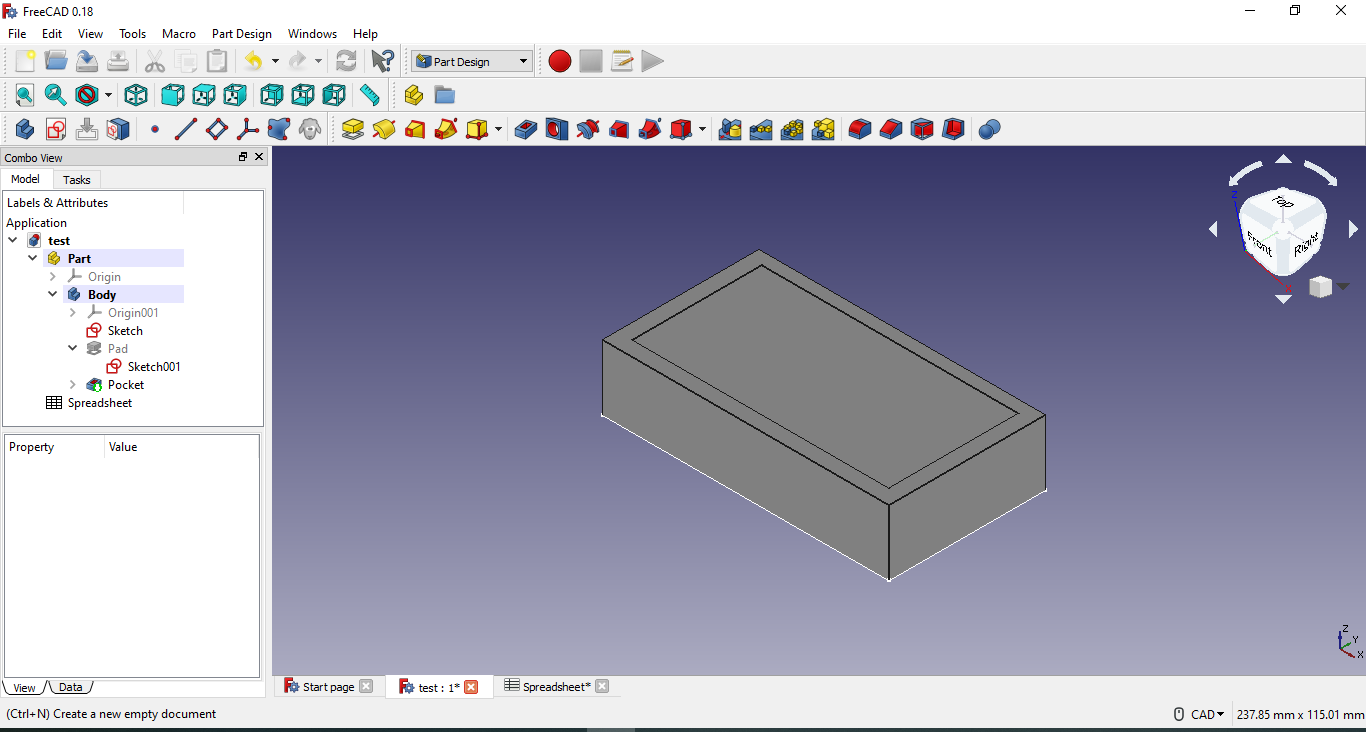 FreeCAD 0.18
File Edit View Tools Macro Part Design Windows Help
Part Design
Combo View
Model Tasks
Labels & Attributes
Application
test
Part
Origin
Body
Origin001
Sketch
Pad
Sketch001
Pocket
Spreadsheet
Property Value
View Data
Top
Front
Right
Z
X
Z
Y
X
Start page test : 1* Spreadsheet*
(Ctrl+N) Create a new empty document CAD 237.85 mm x 115.01 mm